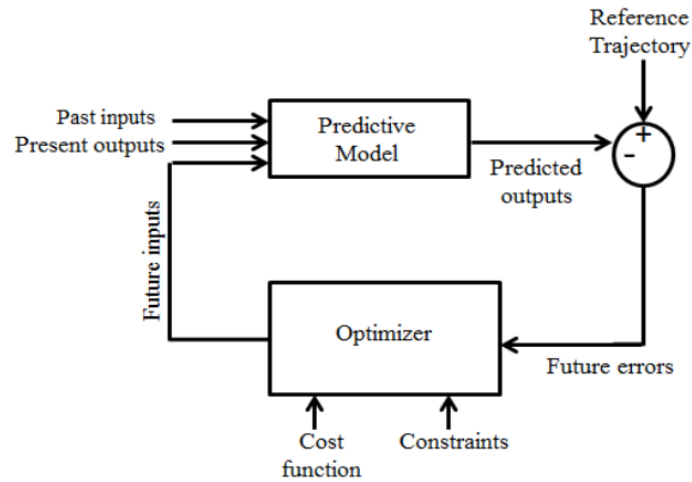 Reference
Trajectory
Past inputs
Present outputs
Predictive
Model
+
-
Predicted
outputs
Future inputs
Optimizer
Future errors
Cost
function
Constraints